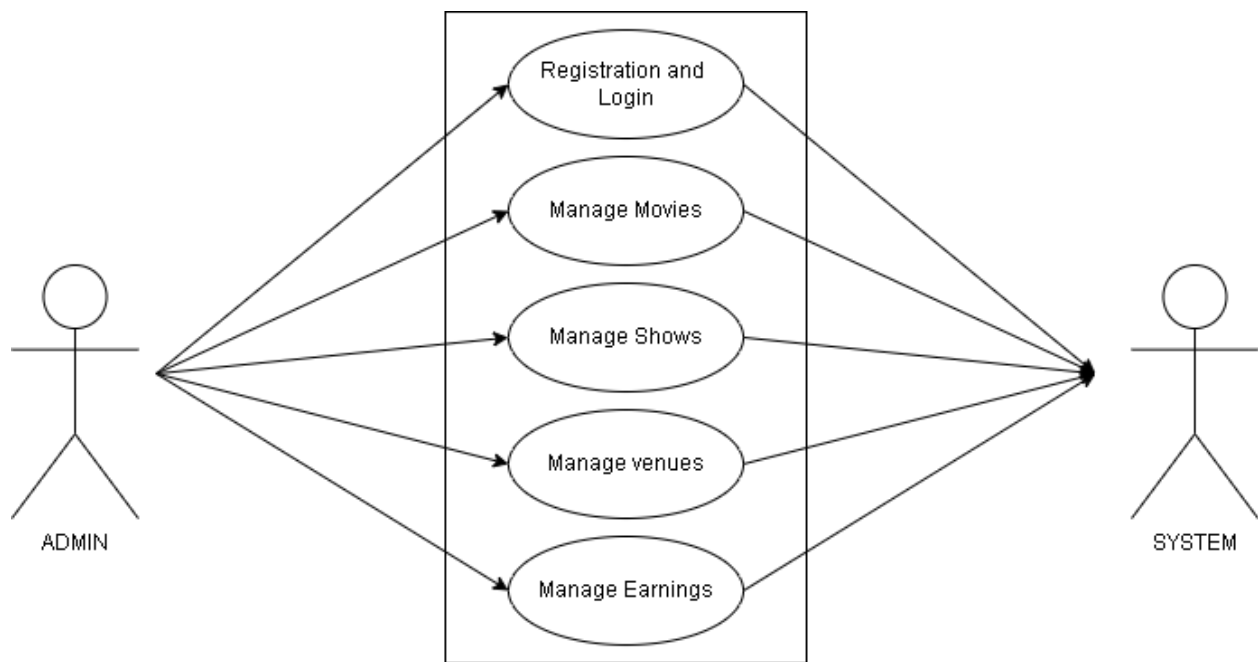 Registration and
Login
Manage Movies
Manage Shows
Manage venues
Manage Earnings
ADMIN
SYSTEM